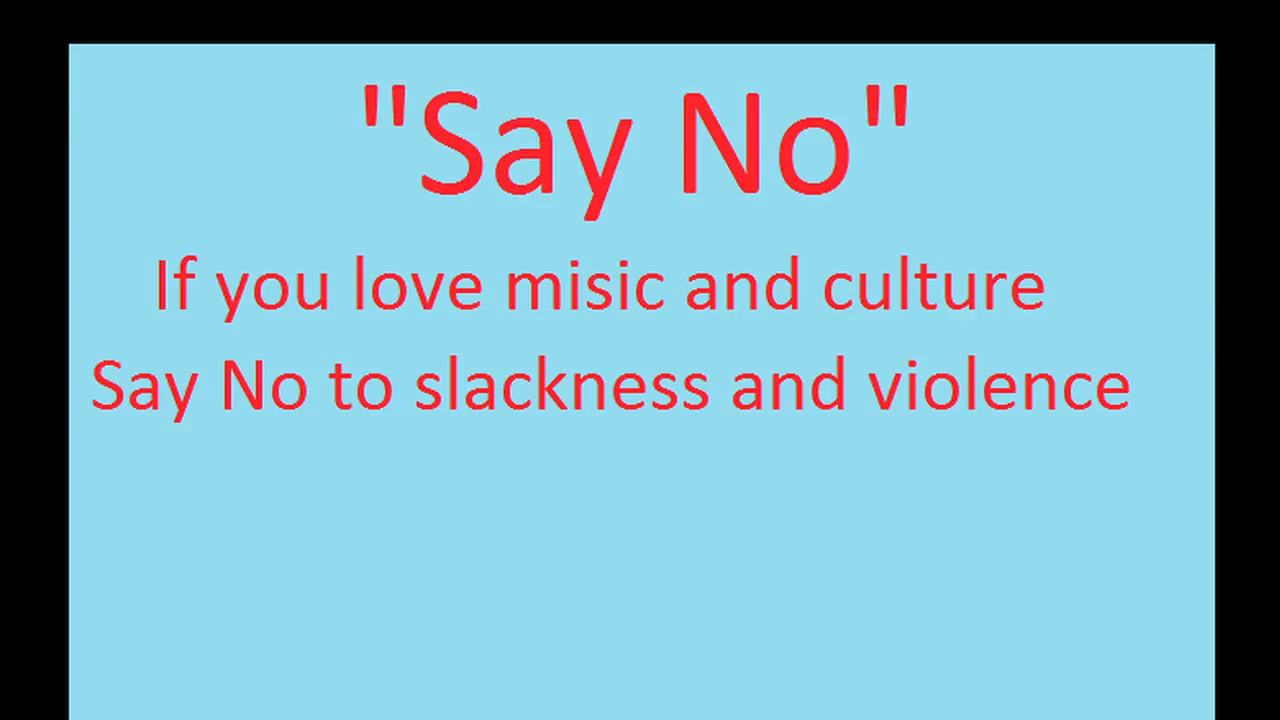 "Say No"
If you love misic and culture
Say No to slackness and violence